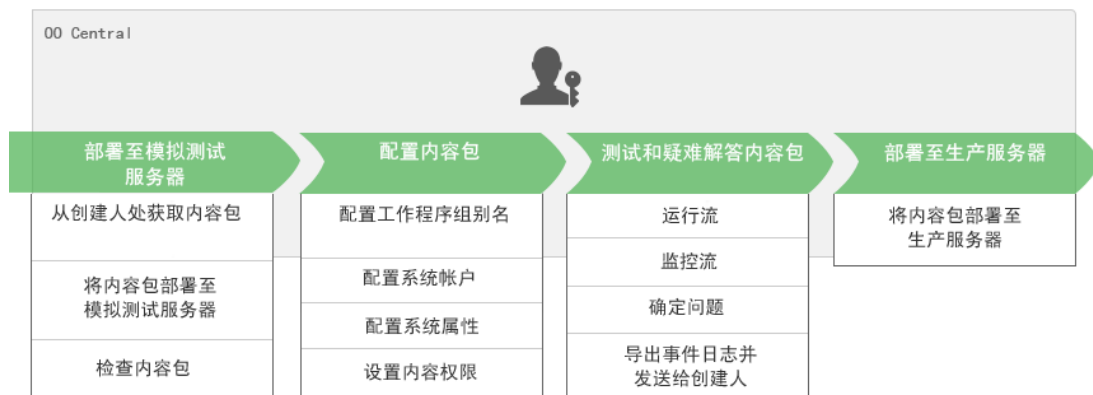 OO Central
部署至模拟测试
服务器
从创建人处获取内容包
将内容包部署至
模拟测试服务器
检查内容包
配置内容包
配置工作程序组别名
配置系统帐户
配置系统属性
设置内容权限
测试和疑难解答内容包
运行流
监控流
确定问题
导出事件日志并
发送给创建人
部署至生产服务器
将内容包部署至
生产服务器